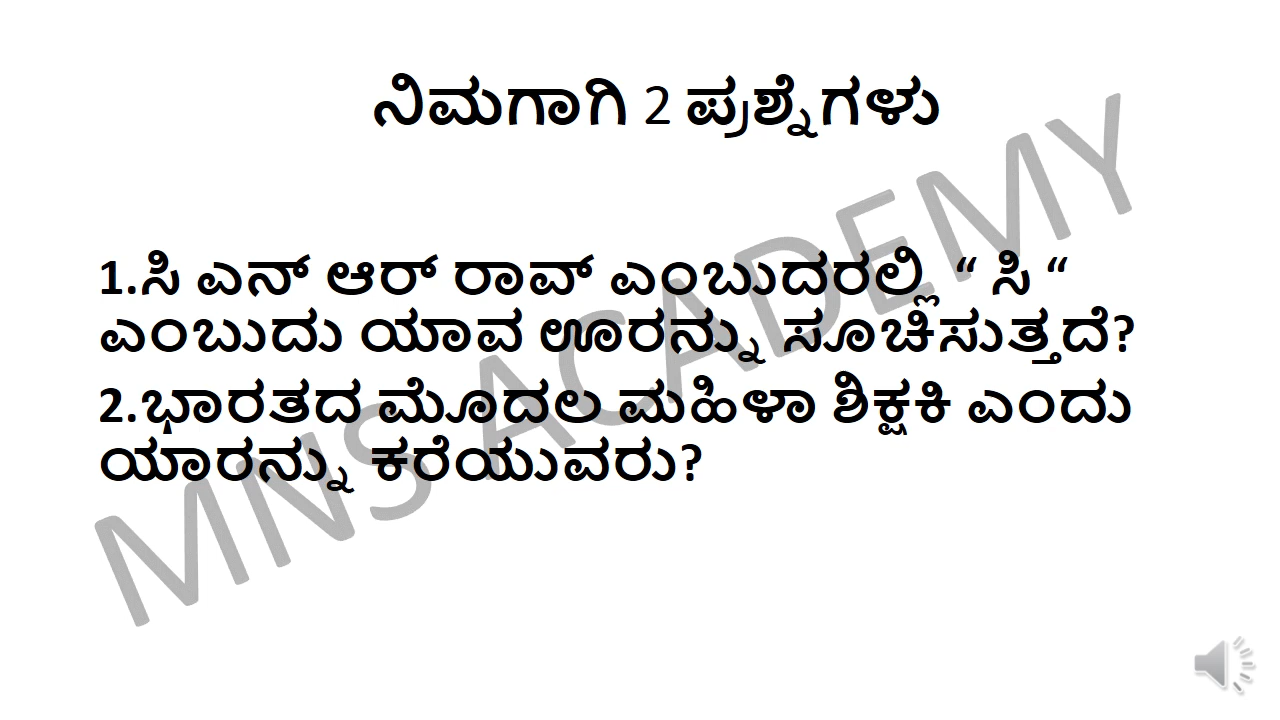 ನಿಮಗಾಗಿ 2 ಪ್ರಶ್ನೆಗಳು
1.ಸಿ ಎನ್ ಆರ್ ರಾವ್ ಎಂಬುದರಲ್ಲಿ “ ಸಿ “
ಎಂಬುದು ಯಾವ ಊರನ್ನು ಸೂಚಿಸುತ್ತದೆ?
2.ಭಾರತದ ಮೊದಲ ಮಹಿಳಾ ಶಿಕ್ಷಕಿ ಎಂದು
ಯಾರನ್ನು ಕರೆಯುವರು?
MNS ACADEMY